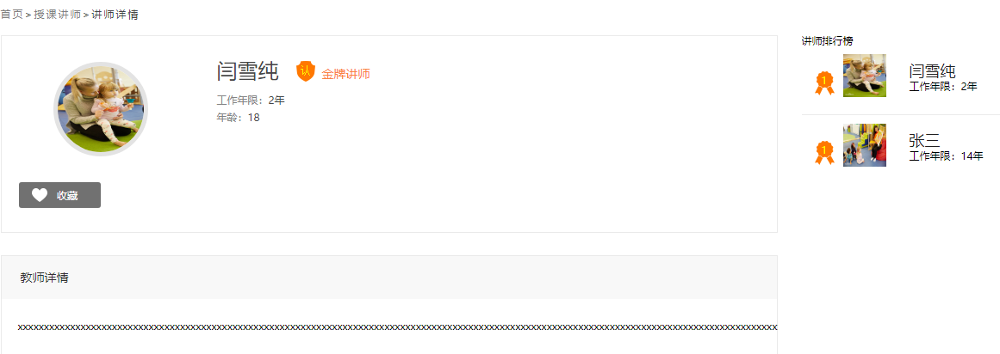 首页>授课讲师>讲师详情
闫雪纯 认 金牌讲师
工作年限：2年
年龄：18
收藏
教师详情
讲师排行榜
1 闫雪纯
工作年限：2年
1 张三
工作年限：14年